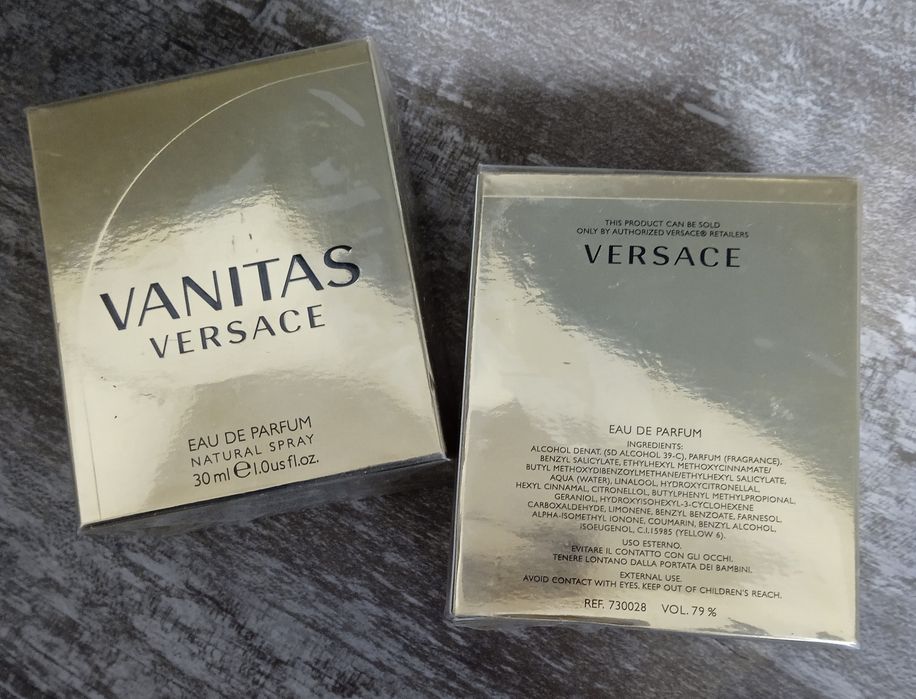 VANITAS
VERSACE
EAU DE PARFUM
NATURAL SPRAY
30 ml e 1.0us fl.oz.
THIS PRODUCT CAN BE SOLD
ONLY BY AUTHORIZED VERSACE® RETAILERS
VERSACE
EAU DE PARFUM
INGREDIENTS:
ALCOHOL DENAT. (SD ALCOHOL 39-C), PARFUM (FRAGRANCE),
BENZYL SALICYLATE, ETHYLHEXYL METHOXYCINNAMATE/
BUTYL METHOXYDIBENZOYLMETHANE/ETHYLHEXYL SALICYLATE,
AQUA (WATER), LINALOOL, HYDROXYCITRONELLAL,
HEXYL CINNAMAL, CITRONELLOL, BUTYLPHENYL METHYLPROPIONAL,
GERANIOL, HYDROXYISOHEXYL-3-CYCLOHEXENE
CARBOXALDEHYDE, LIMONENE, BENZYL BENZOATE, FARNESOL,
ALPHA-ISOMETHYL IONONE, COUMARIN, BENZYL ALCOHOL,
ISOEUGENOL, C.I.15985 (YELLOW 6).
USO ESTERNO.
EVITARE IL CONTATTO CON GLI OCCHI.
TENERE LONTANO DALLA PORTATA DEI BAMBINI.
EXTERNAL USE.
AVOID CONTACT WITH EYES. KEEP OUT OF CHILDREN'S REACH.
REF. 730028 VOL. 79 %